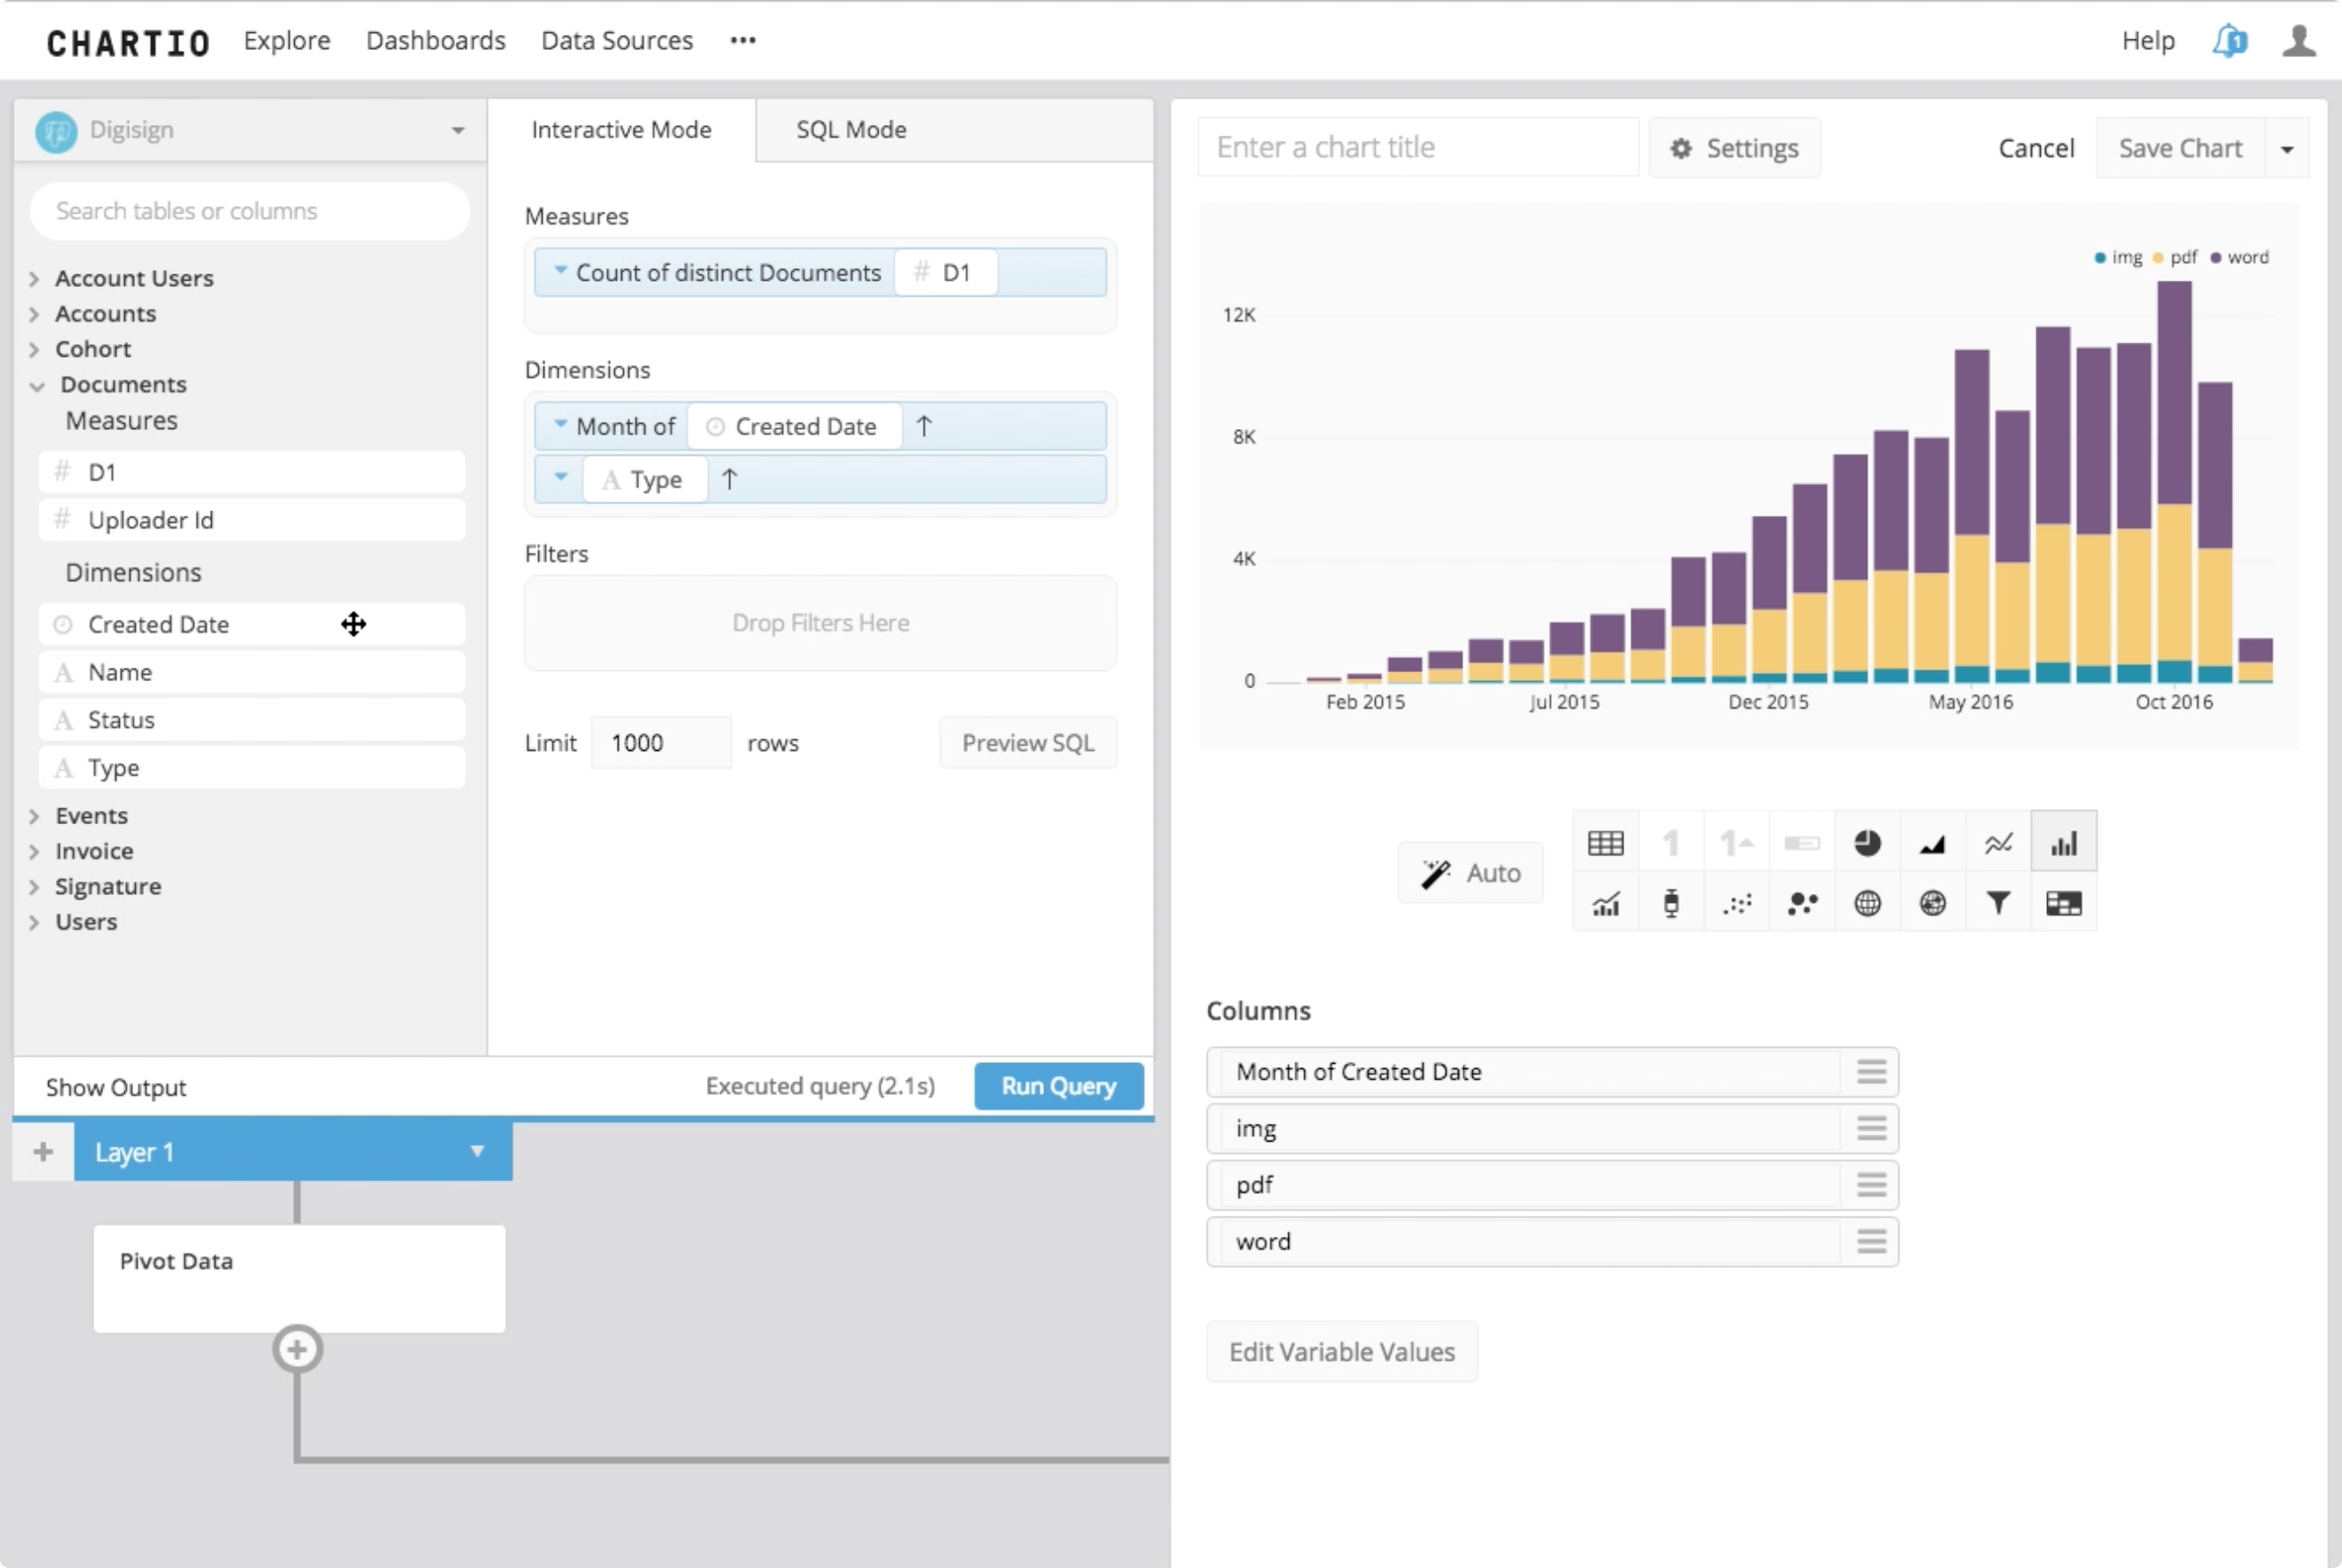 CHARTIO Explore Dashboards Data Sources ••• Help 1
Digisign
Search tables or columns
Account Users
Accounts
Cohort
Documents
Measures
# D1
# Uploader Id
Dimensions
Created Date
A Name
A Status
A Type
Events
Invoice
Signature
Users
Interactive Mode SQL Mode
Measures
Count of distinct Documents # D1
Dimensions
Month of Created Date ↑
A Type ↑
Filters
Drop Filters Here
Limit 1000 rows Preview SQL
Show Output Executed query (2.1s) Run Query
+ Layer 1
Pivot Data
+
Enter a chart title Settings Cancel Save Chart
img pdf word
12K
8K
4K
0
Feb 2015 Jul 2015 Dec 2015 May 2016 Oct 2016
Auto
1 1
Columns
Month of Created Date
img
pdf
word
Edit Variable Values